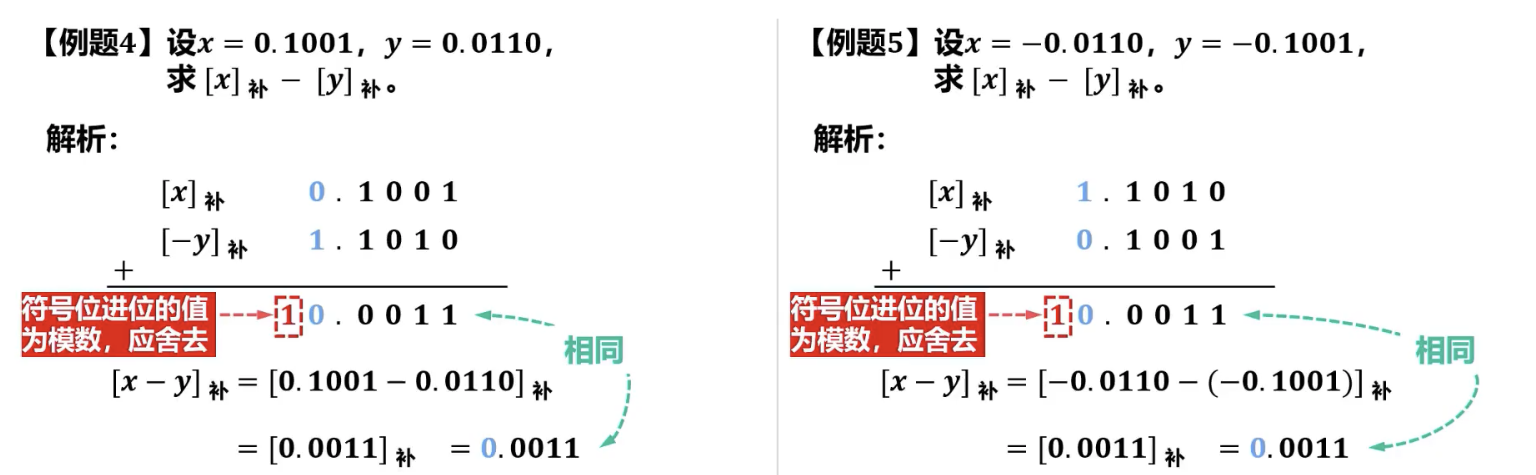 【例题4】设x = 0.1001，y = 0.0110，
求 [x]补 − [y]补。
解析：
[x]补 0 . 1 0 0 1
[−y]补 1 . 1 0 1 0
+
符号位进位的值
为模数，应舍去
1 0 . 0 0 1 1
相同
[x − y]补 = [0.1001 − 0.0110]补
= [0.0011]补 = 0.0011
【例题5】设x = −0.0110，y = −0.1001，
求 [x]补 − [y]补。
解析：
[x]补 1 . 1 0 1 0
[−y]补 0 . 1 0 0 1
+
符号位进位的值
为模数，应舍去
1 0 . 0 0 1 1
相同
[x − y]补 = [−0.0110 − (−0.1001)]补
= [0.0011]补 = 0.0011